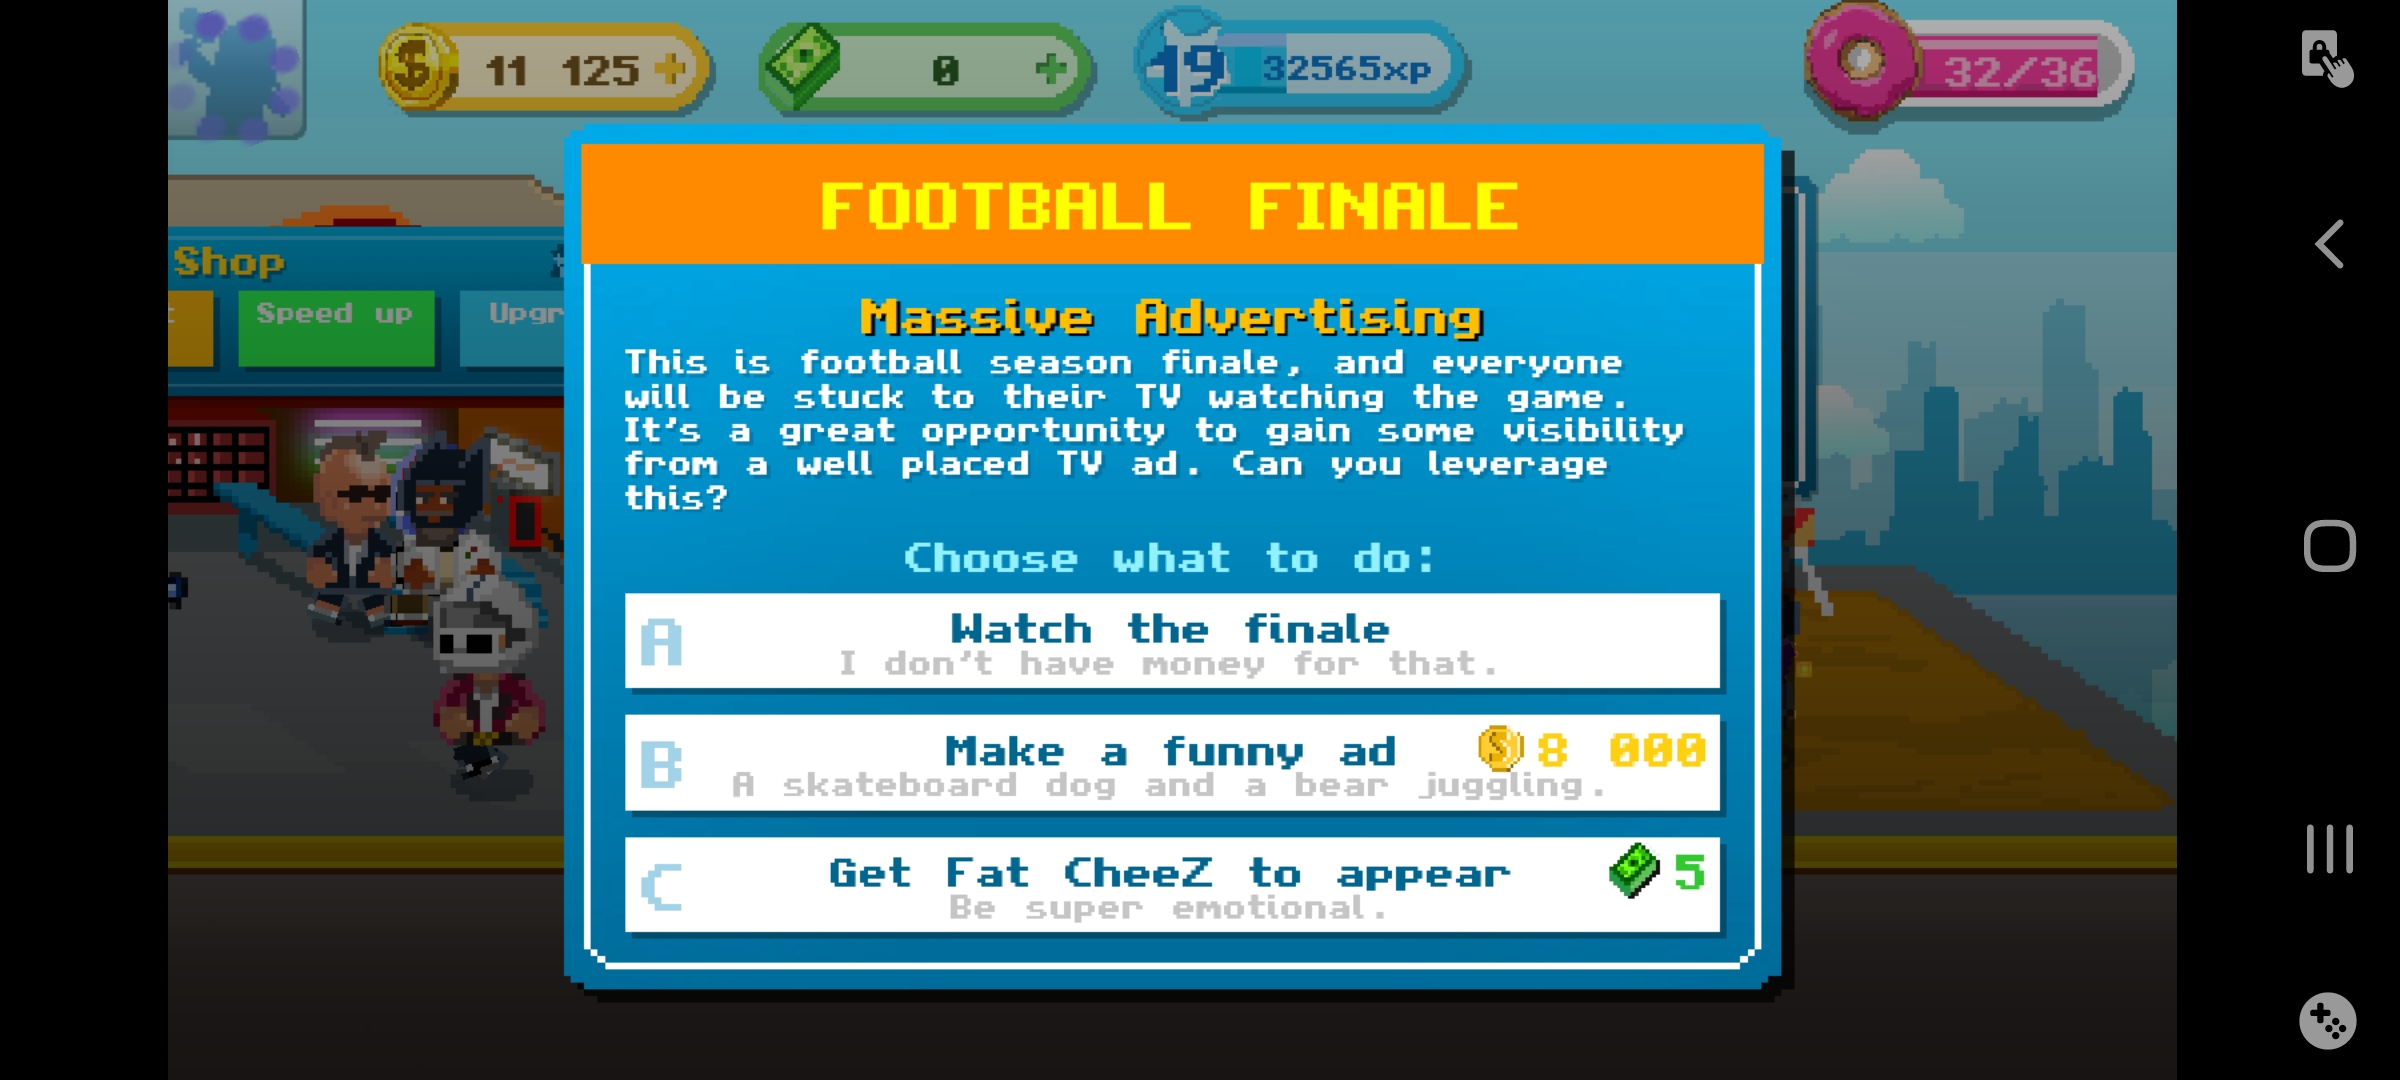 11 125 +
0 +
19 32565xp
32/36
FOOTBALL FINALE
Shop
Speed up
Upgr
Massive Advertising
This is football season finale, and everyone
will be stuck to their TV watching the game.
It's a great opportunity to gain some visibility
from a well placed TV ad. Can you leverage
this?
Choose what to do:
A Watch the finale
I don't have money for that.
B Make a funny ad 8 000
A skateboard dog and a bear juggling.
C Get Fat CheeZ to appear 5
Be super emotional.